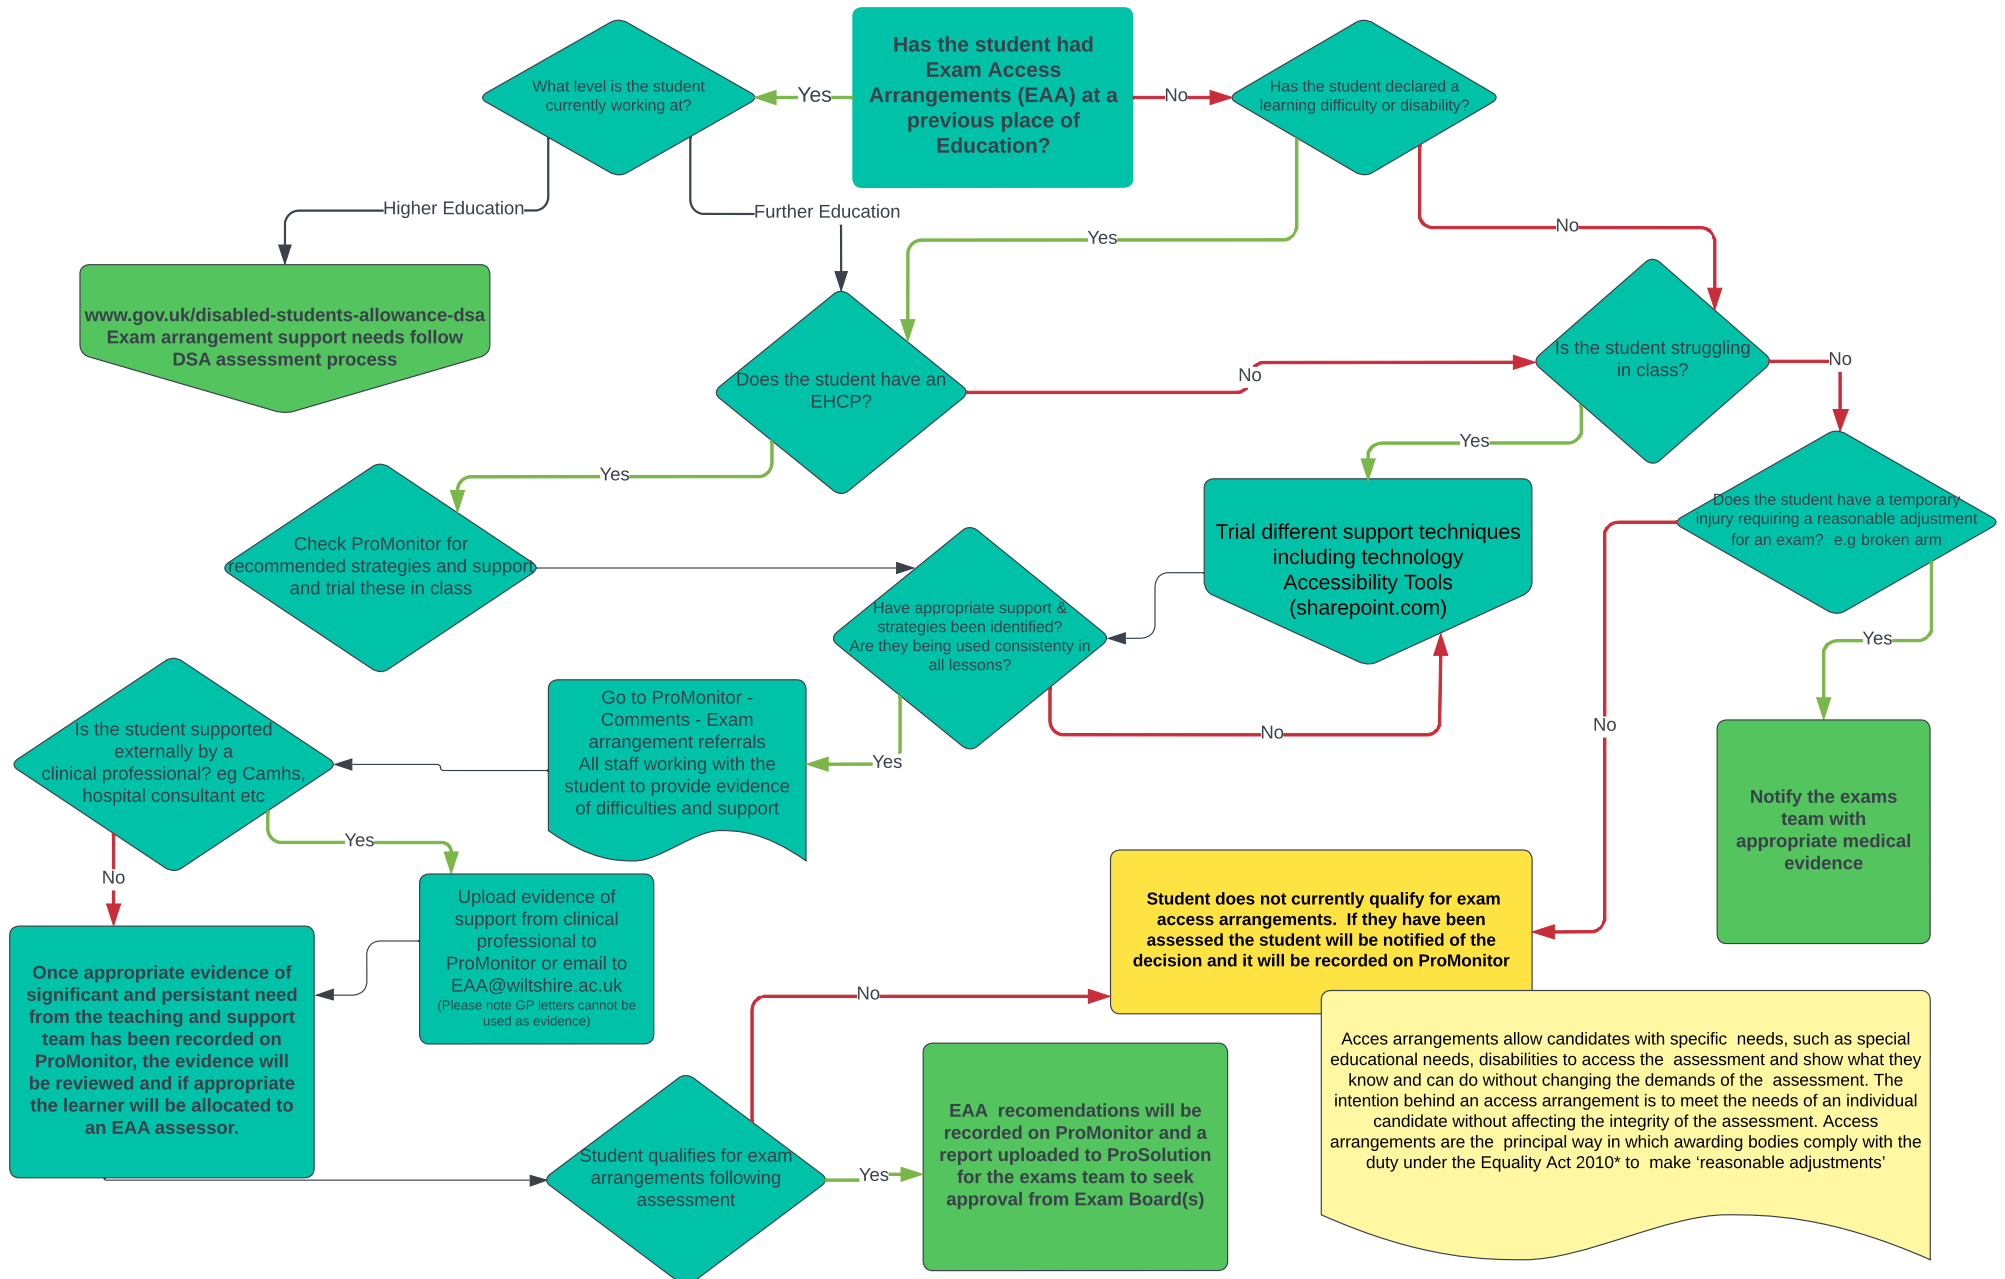 What level is the student
currently working at?
Yes
Has the student had
Exam Access
Arrangements (EAA) at a
previous place of
Education?
No
Has the student declared a
learning difficulty or disability?
Higher Education
Further Education
Yes
No
www.gov.uk/disabled-students-allowance-dsa
Exam arrangement support needs follow
DSA assessment process
Does the student have an
EHCP?
No
Is the student struggling
in class?
No
Yes
Yes
Check ProMonitor for
recommended strategies and support
and trial these in class
Trial different support techniques
including technology
Accessibility Tools
(sharepoint.com)
Does the student have a temporary
injury requiring a reasonable adjustment
for an exam?  e.g broken arm
Have appropriate support &
strategies been identified?
Are they being used consistenty in
all lessons?
Yes
No
No
Yes
Go to ProMonitor -
Comments - Exam
arrangement referrals
All staff working with the
student to provide evidence
of difficulties and support
Is the student supported
externally by a
clinical professional? eg Camhs,
hospital consultant etc
Yes
No
Notify the exams
team with
appropriate medical
evidence
Upload evidence of
support from clinical
professional to
ProMonitor or email to
EAA@wiltshire.ac.uk
(Please note GP letters cannot be
used as evidence)
Student does not currently qualify for exam
access arrangements.  If they have been
assessed the student will be notified of the
decision and it will be recorded on ProMonitor
Once appropriate evidence of
significant and persistant need
from the teaching and support
team has been recorded on
ProMonitor, the evidence will
be reviewed and if appropriate
the learner will be allocated to
an EAA assessor.
No
Student qualifies for exam
arrangements following
assessment
Yes
EAA  recomendations will be
recorded on ProMonitor and a
report uploaded to ProSolution
for the exams team to seek
approval from Exam Board(s)
Acces arrangements allow candidates with specific  needs, such as special
educational needs, disabilities to access the  assessment and show what they
know and can do without changing the demands of the  assessment. The
intention behind an access arrangement is to meet the needs of an individual
candidate without affecting the integrity of the assessment. Access
arrangements are the  principal way in which awarding bodies comply with the
duty under the Equality Act 2010* to  make ‘reasonable adjustments’